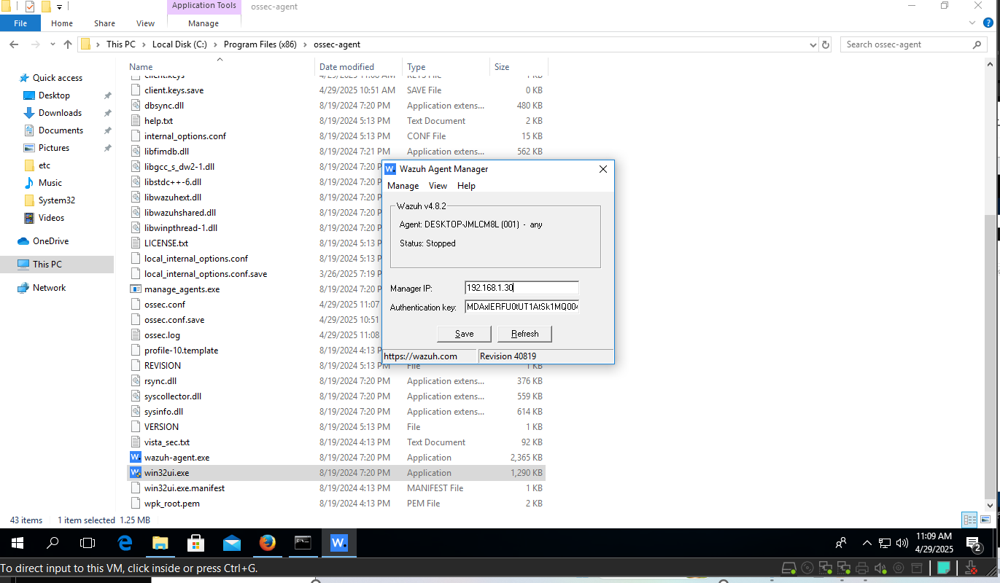 Application Tools ossec-agent
File Home Share View Manage
This PC Local Disk (C:) Program Files (x86) ossec-agent Search ossec-agent
Name Date modified Type Size
Quick access
Desktop
Downloads
Documents
Pictures
etc
Music
System32
Videos
OneDrive
This PC
Network
client.keys 4/29/2025 11:08 AM KEYS File 1 KB
client.keys.save 4/29/2025 10:51 AM SAVE File 0 KB
dbsync.dll 8/19/2024 7:20 PM Application extens... 480 KB
help.txt 8/19/2024 5:13 PM Text Document 2 KB
internal_options.conf 8/19/2024 5:13 PM CONF File 15 KB
libfimdb.dll 8/19/2024 7:21 PM Application extens... 562 KB
libgcc_s_dw2-1.dll 8/19/2024 7:20 P
libstdc++-6.dll 8/19/2024 7:20 P
libwazuhext.dll 8/19/2024 7:20 P
libwazuhshared.dll 8/19/2024 7:20 P
libwinpthread-1.dll 8/19/2024 7:20 P
LICENSE.txt 8/19/2024 5:13 P
local_internal_options.conf 8/19/2024 5:13 P
local_internal_options.conf.save 3/26/2025 7:19 P
manage_agents.exe 8/19/2024 7:20 P
ossec.conf 4/29/2025 11:07
ossec.conf.save 4/29/2025 10:51
ossec.log 4/29/2025 11:08
profile-10.template 8/19/2024 4:13 P
REVISION 8/19/2024 5:13 PM File 1 KB
rsync.dll 8/19/2024 7:20 PM Application extens... 376 KB
syscollector.dll 8/19/2024 7:20 PM Application extens... 559 KB
sysinfo.dll 8/19/2024 7:20 PM Application extens... 614 KB
VERSION 8/19/2024 5:13 PM File 1 KB
vista_sec.txt 8/19/2024 4:13 PM Text Document 92 KB
wazuh-agent.exe 8/19/2024 7:20 PM Application 2,365 KB
win32ui.exe 8/19/2024 7:20 PM Application 1,290 KB
win32ui.exe.manifest 8/19/2024 4:13 PM MANIFEST File 1 KB
wpk_root.pem 8/19/2024 4:13 PM PEM File 2 KB
W. Wazuh Agent Manager
Manage View Help
Wazuh v4.8.2
Agent: DESKTOP-JMLCM8L (001) - any
Status: Stopped
Manager IP: 192.168.1.30
Authentication key: MDAxIERFU0tUT1AtSk1MQ004
Save Refresh
https://wazuh.com Revision 40819
43 items 1 item selected 1.25 MB
W. 11:09 AM
4/29/2025 2
To direct input to this VM, click inside or press Ctrl+G.